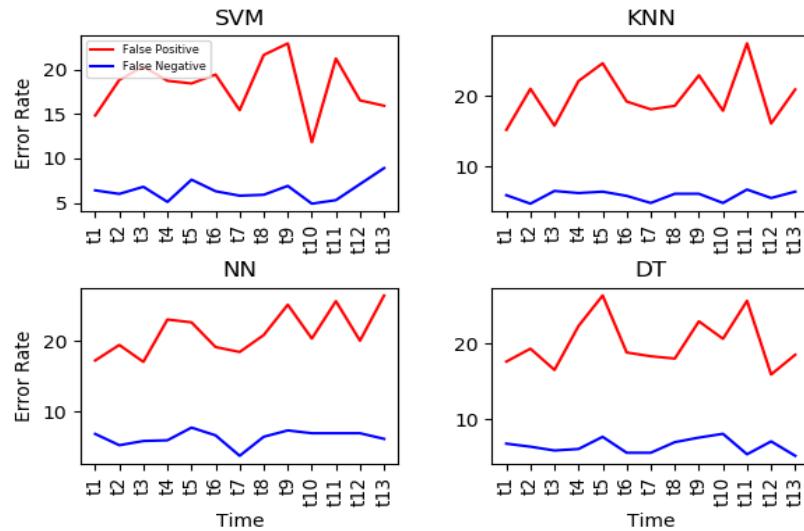 SVM
KNN
False Positive
False Negative
Error Rate
20
15
10
5
20
10
t1 t2 t3 t4 t5 t6 t7 t8 t9 t10 t11 t12 t13
t1 t2 t3 t4 t5 t6 t7 t8 t9 t10 t11 t12 t13
NN
DT
Error Rate
20
10
20
10
t1 t2 t3 t4 t5 t6 t7 t8 t9 t10 t11 t12 t13
t1 t2 t3 t4 t5 t6 t7 t8 t9 t10 t11 t12 t13
Time
Time